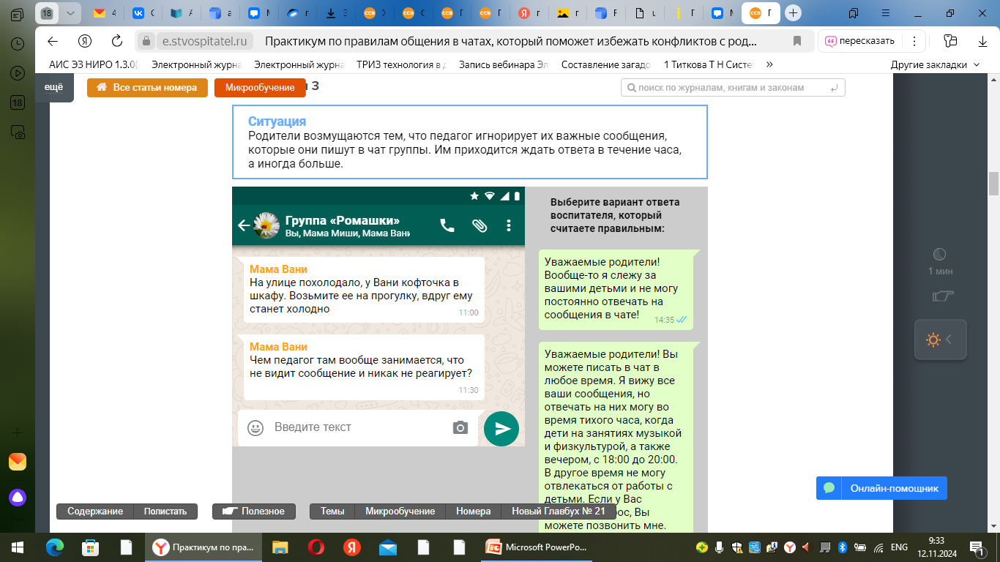 18
4
С
А
а
М
г
З
У
С
Г
Г
г
г
F
u
Г
М
Г
e.stvospitatel.ru
Практикум по правилам общения в чатах, который поможет избежать конфликтов с род...
пересказать
АИС ЭЗ НИРО 1.3.0(
Электронный журна
Электронный журна
ТРИЗ технология в д
Запись вебинара Эл
Составление загадо
1 Титкова Т Н Систе
»
Другие закладки
ещё
Все статьи номера
Микрообучение
3
поиск по журналам, книгам и законам
18
Ситуация
Родители возмущаются тем, что педагог игнорирует их важные сообщения,
которые они пишут в чат группы. Им приходится ждать ответа в течение часа,
а иногда больше.
Группа «Ромашки»
Вы, Мама Миши, Мама Вани
Мама Вани
На улице похолодало, у Вани кофточка в
шкафу. Возьмите ее на прогулку, вдруг ему
станет холодно
11:00
Мама Вани
Чем педагог там вообще занимается, что
не видит сообщение и никак не реагирует?
11:30
Введите текст
Выберите вариант ответа
воспитателя, который
считаете правильным:
Уважаемые родители!
Вообще-то я слежу за
вашими детьми и не могу
постоянно отвечать на
сообщения в чате!
14:35
Уважаемые родители! Вы
можете писать в чат в
любое время. Я вижу все
ваши сообщения, но
отвечать на них могу во
время тихого часа, когда
дети на занятиях музыкой
и физкультурой, а также
вечером, с 18:00 до 20:00.
В другое время не могу
отвлекаться от работы с
детьми. Если у Вас
рос, Вы
можете позвонить мне.
1 мин
Онлайн-помощник
Содержание
Полистать
Полезное
Темы
Микрообучение
Номера
Новый Главбух № 21
Практикум по пра...
Microsoft PowerPo...
ENG
9:33
12.11.2024
1